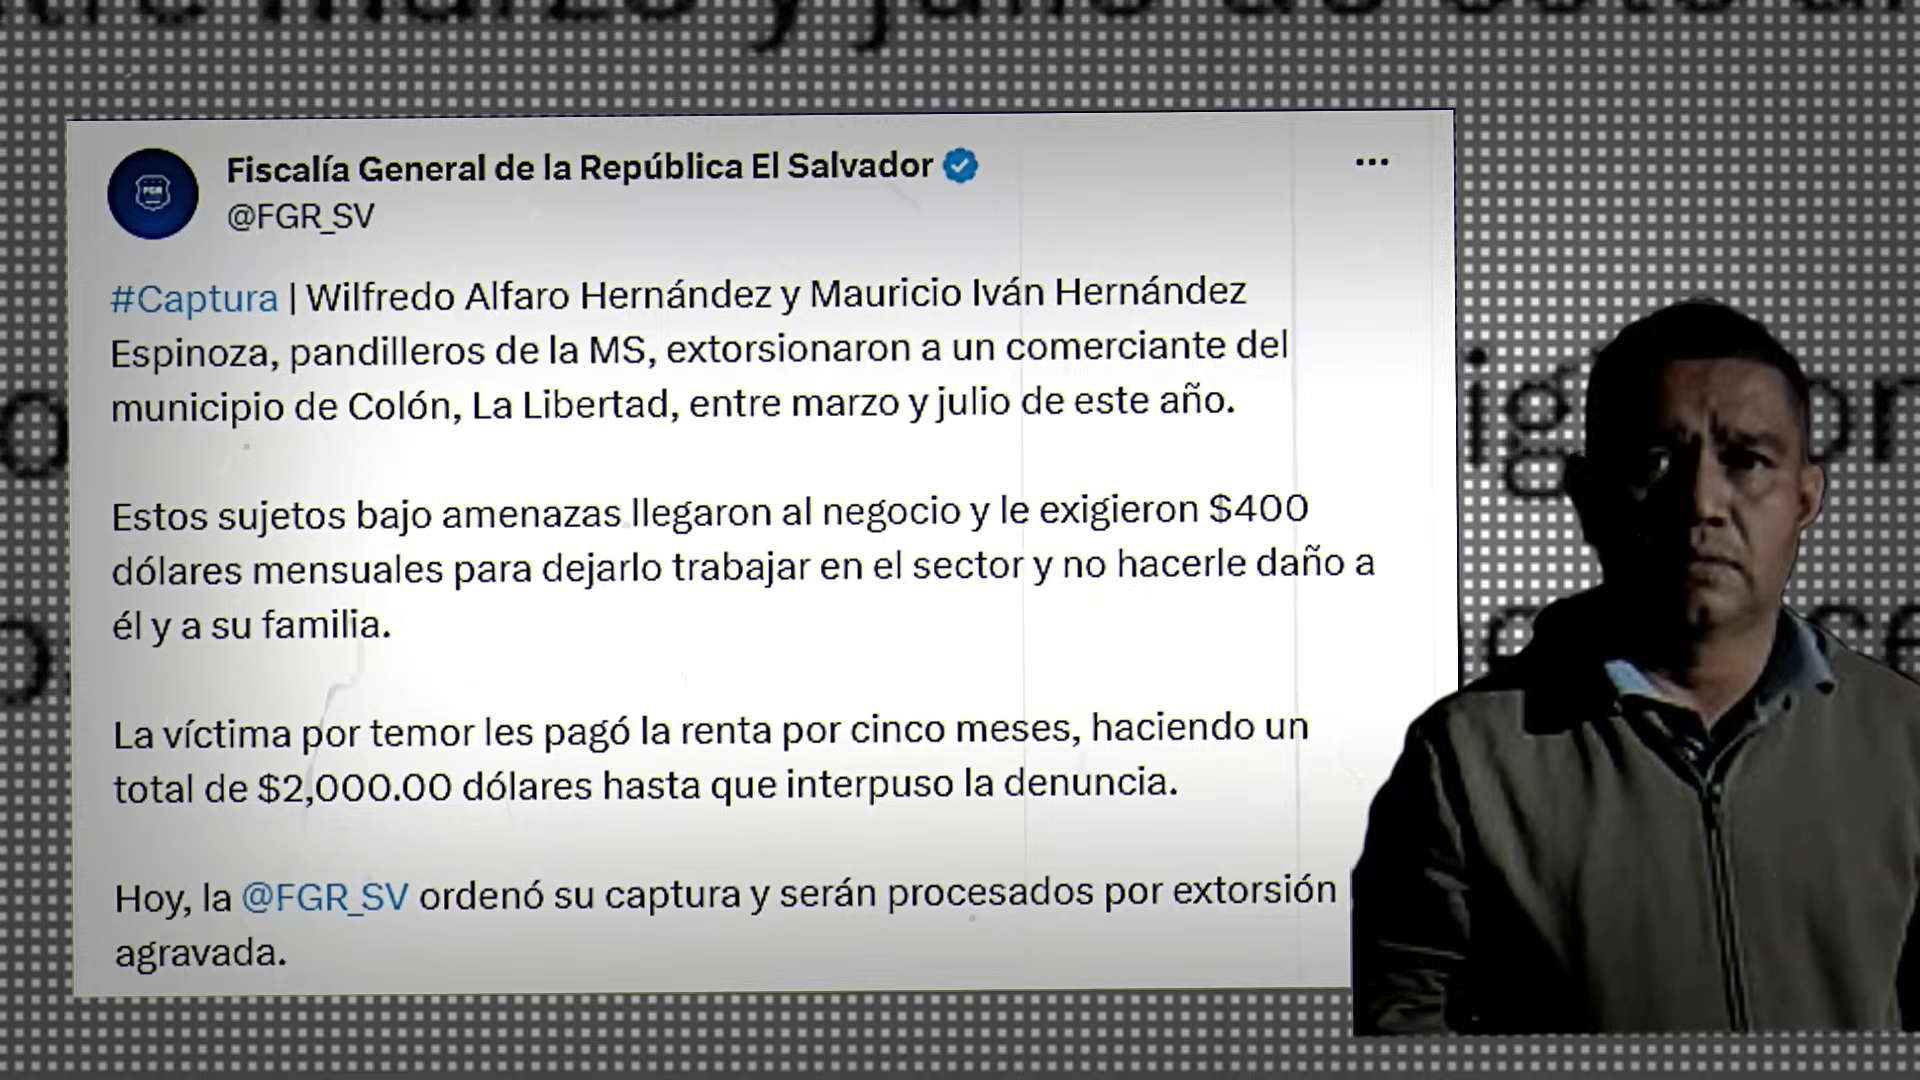 Fiscalía General de la República El Salvador
@FGR_SV
#Captura | Wilfredo Alfaro Hernández y Mauricio Iván Hernández
Espinoza, pandilleros de la MS, extorsionaron a un comerciante del
municipio de Colón, La Libertad, entre marzo y julio de este año.
Estos sujetos bajo amenazas llegaron al negocio y le exigieron $400
dólares mensuales para dejarlo trabajar en el sector y no hacerle daño a
él y a su familia.
La víctima por temor les pagó la renta por cinco meses, haciendo un
total de $2,000.00 dólares hasta que interpuso la denuncia.
Hoy, la @FGR_SV ordenó su captura y serán procesados por extorsión
agravada.